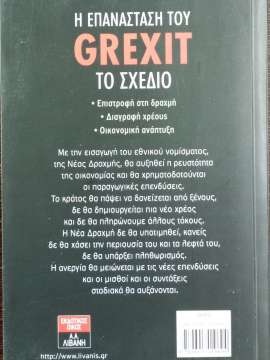 Η ΕΠΑΝΑΣΤΑΣΗ ΤΟΥ
GREXIT
ΤΟ ΣΧΕΔΙΟ
• Επιστροφή στη δραχμή
• Διαγραφή χρέους
• Οικονομική ανάπτυξη
Με την εισαγωγή του εθνικού νομίσματος,
της Νέας Δραχμής, θα αυξηθεί η ρευστότητα
της οικονομίας και θα χρηματοδοτούνται
οι παραγωγικές επενδύσεις.
Το κράτος θα πάψει να δανείζεται από ξένους,
δε θα δημιουργείται πια νέο χρέος
και δε θα πληρώνουμε άλλους τόκους.
Η Νέα Δραχμή δε θα υποτιμηθεί, κανείς
δε θα χάσει την περιουσία του και τα λεφτά του,
δε θα υπάρξει πληθωρισμός.
Η ανεργία θα μειώνεται με τις νέες επενδύσεις
και οι μισθοί και οι συντάξεις
σταδιακά θα αυξάνονται.
ΕΚΔΟΤΙΚΟΣ
ΟΙΚΟΣ
Α.Α.
ΛΙΒΑΝΗ
http://www.livanis.gr